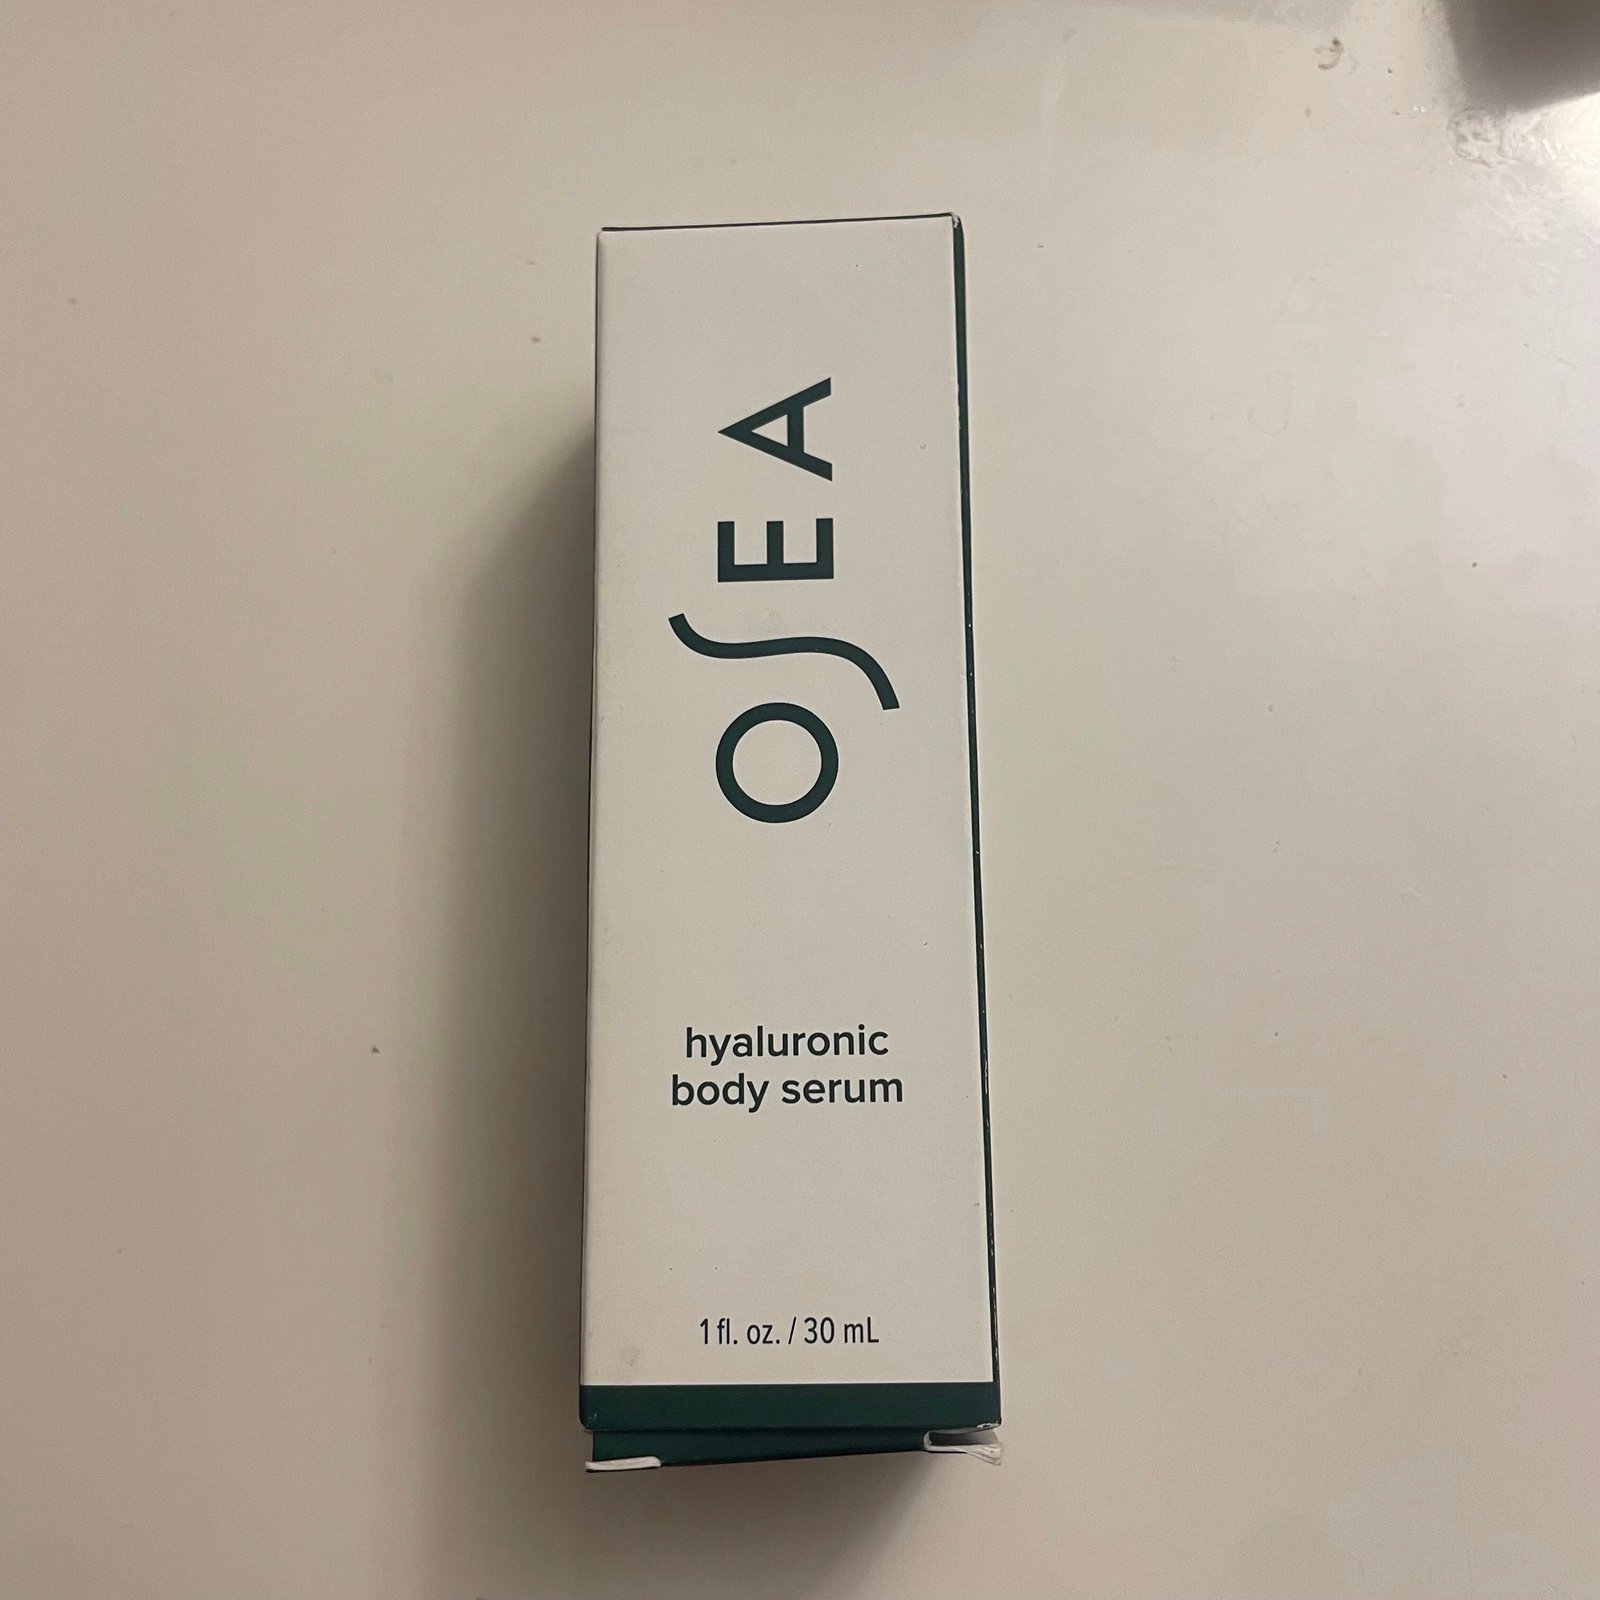 OSEA
hyaluronic
body serum
1 fl. oz. / 30 mL